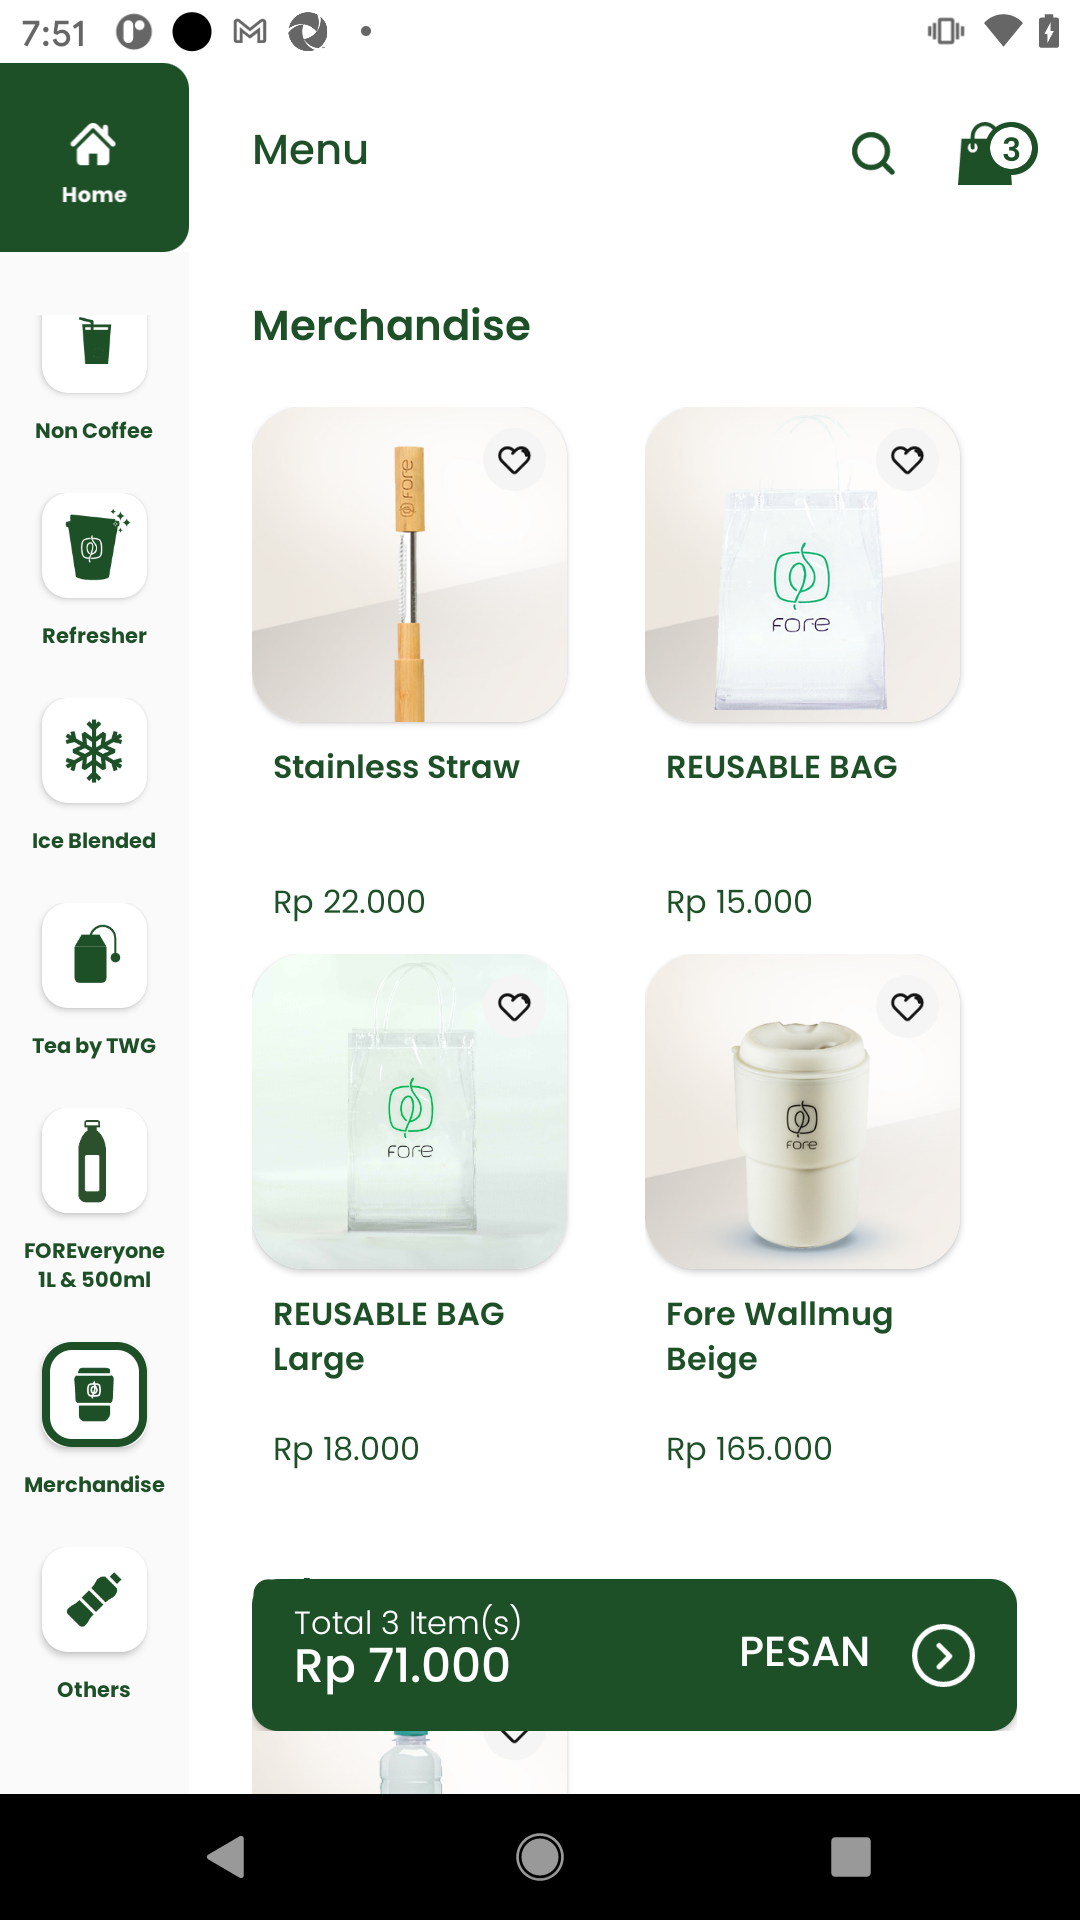 7:51
Home
Menu
3
Merchandise
Non Coffee
Refresher
Ice Blended
Tea by TWG
FOREveryone
1L & 500ml
Merchandise
Others
FORE
Stainless Straw
Rp 22.000
FORE
REUSABLE BAG
Rp 15.000
FORE
REUSABLE BAG
Large
Rp 18.000
FORE
Fore Wallmug
Beige
Rp 165.000
Total 3 Item(s)
Rp 71.000
PESAN